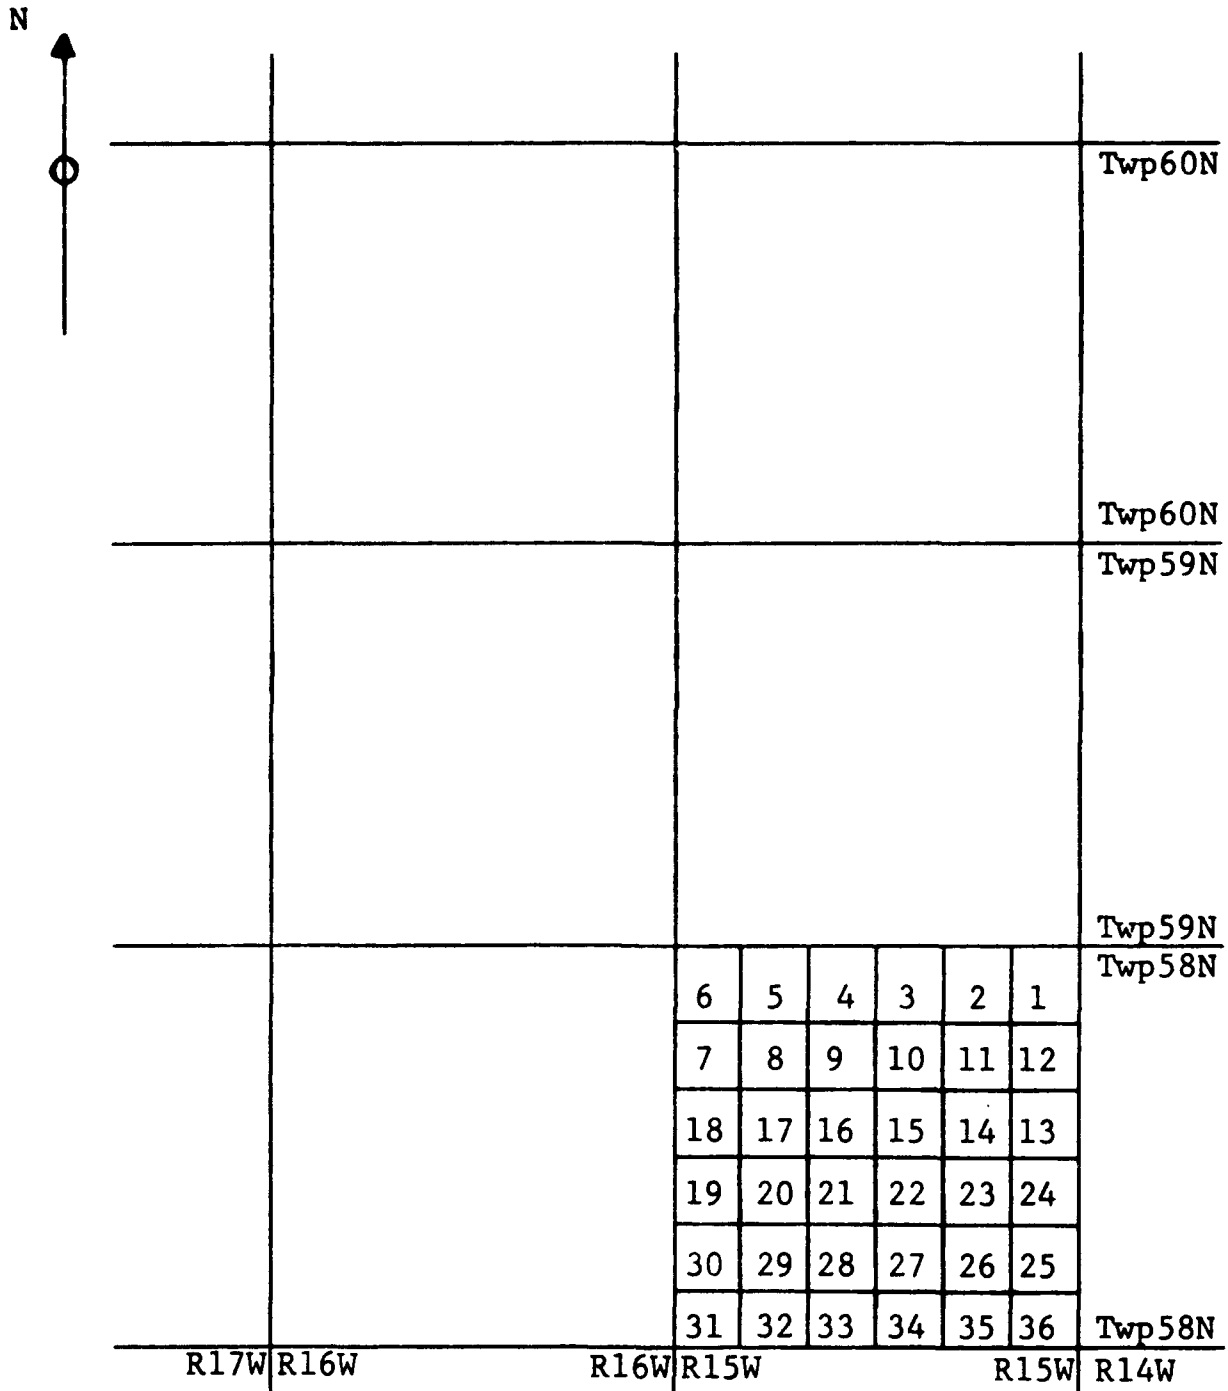 N
Twp60N
Twp60N
Twp59N
Twp59N
Twp58N
6 5 4 3 2 1
7 8 9 10 11 12
18 17 16 15 14 13
19 20 21 22 23 24
30 29 28 27 26 25
31 32 33 34 35 36 Twp58N
R17W R16W R16W R15W R15W R14W